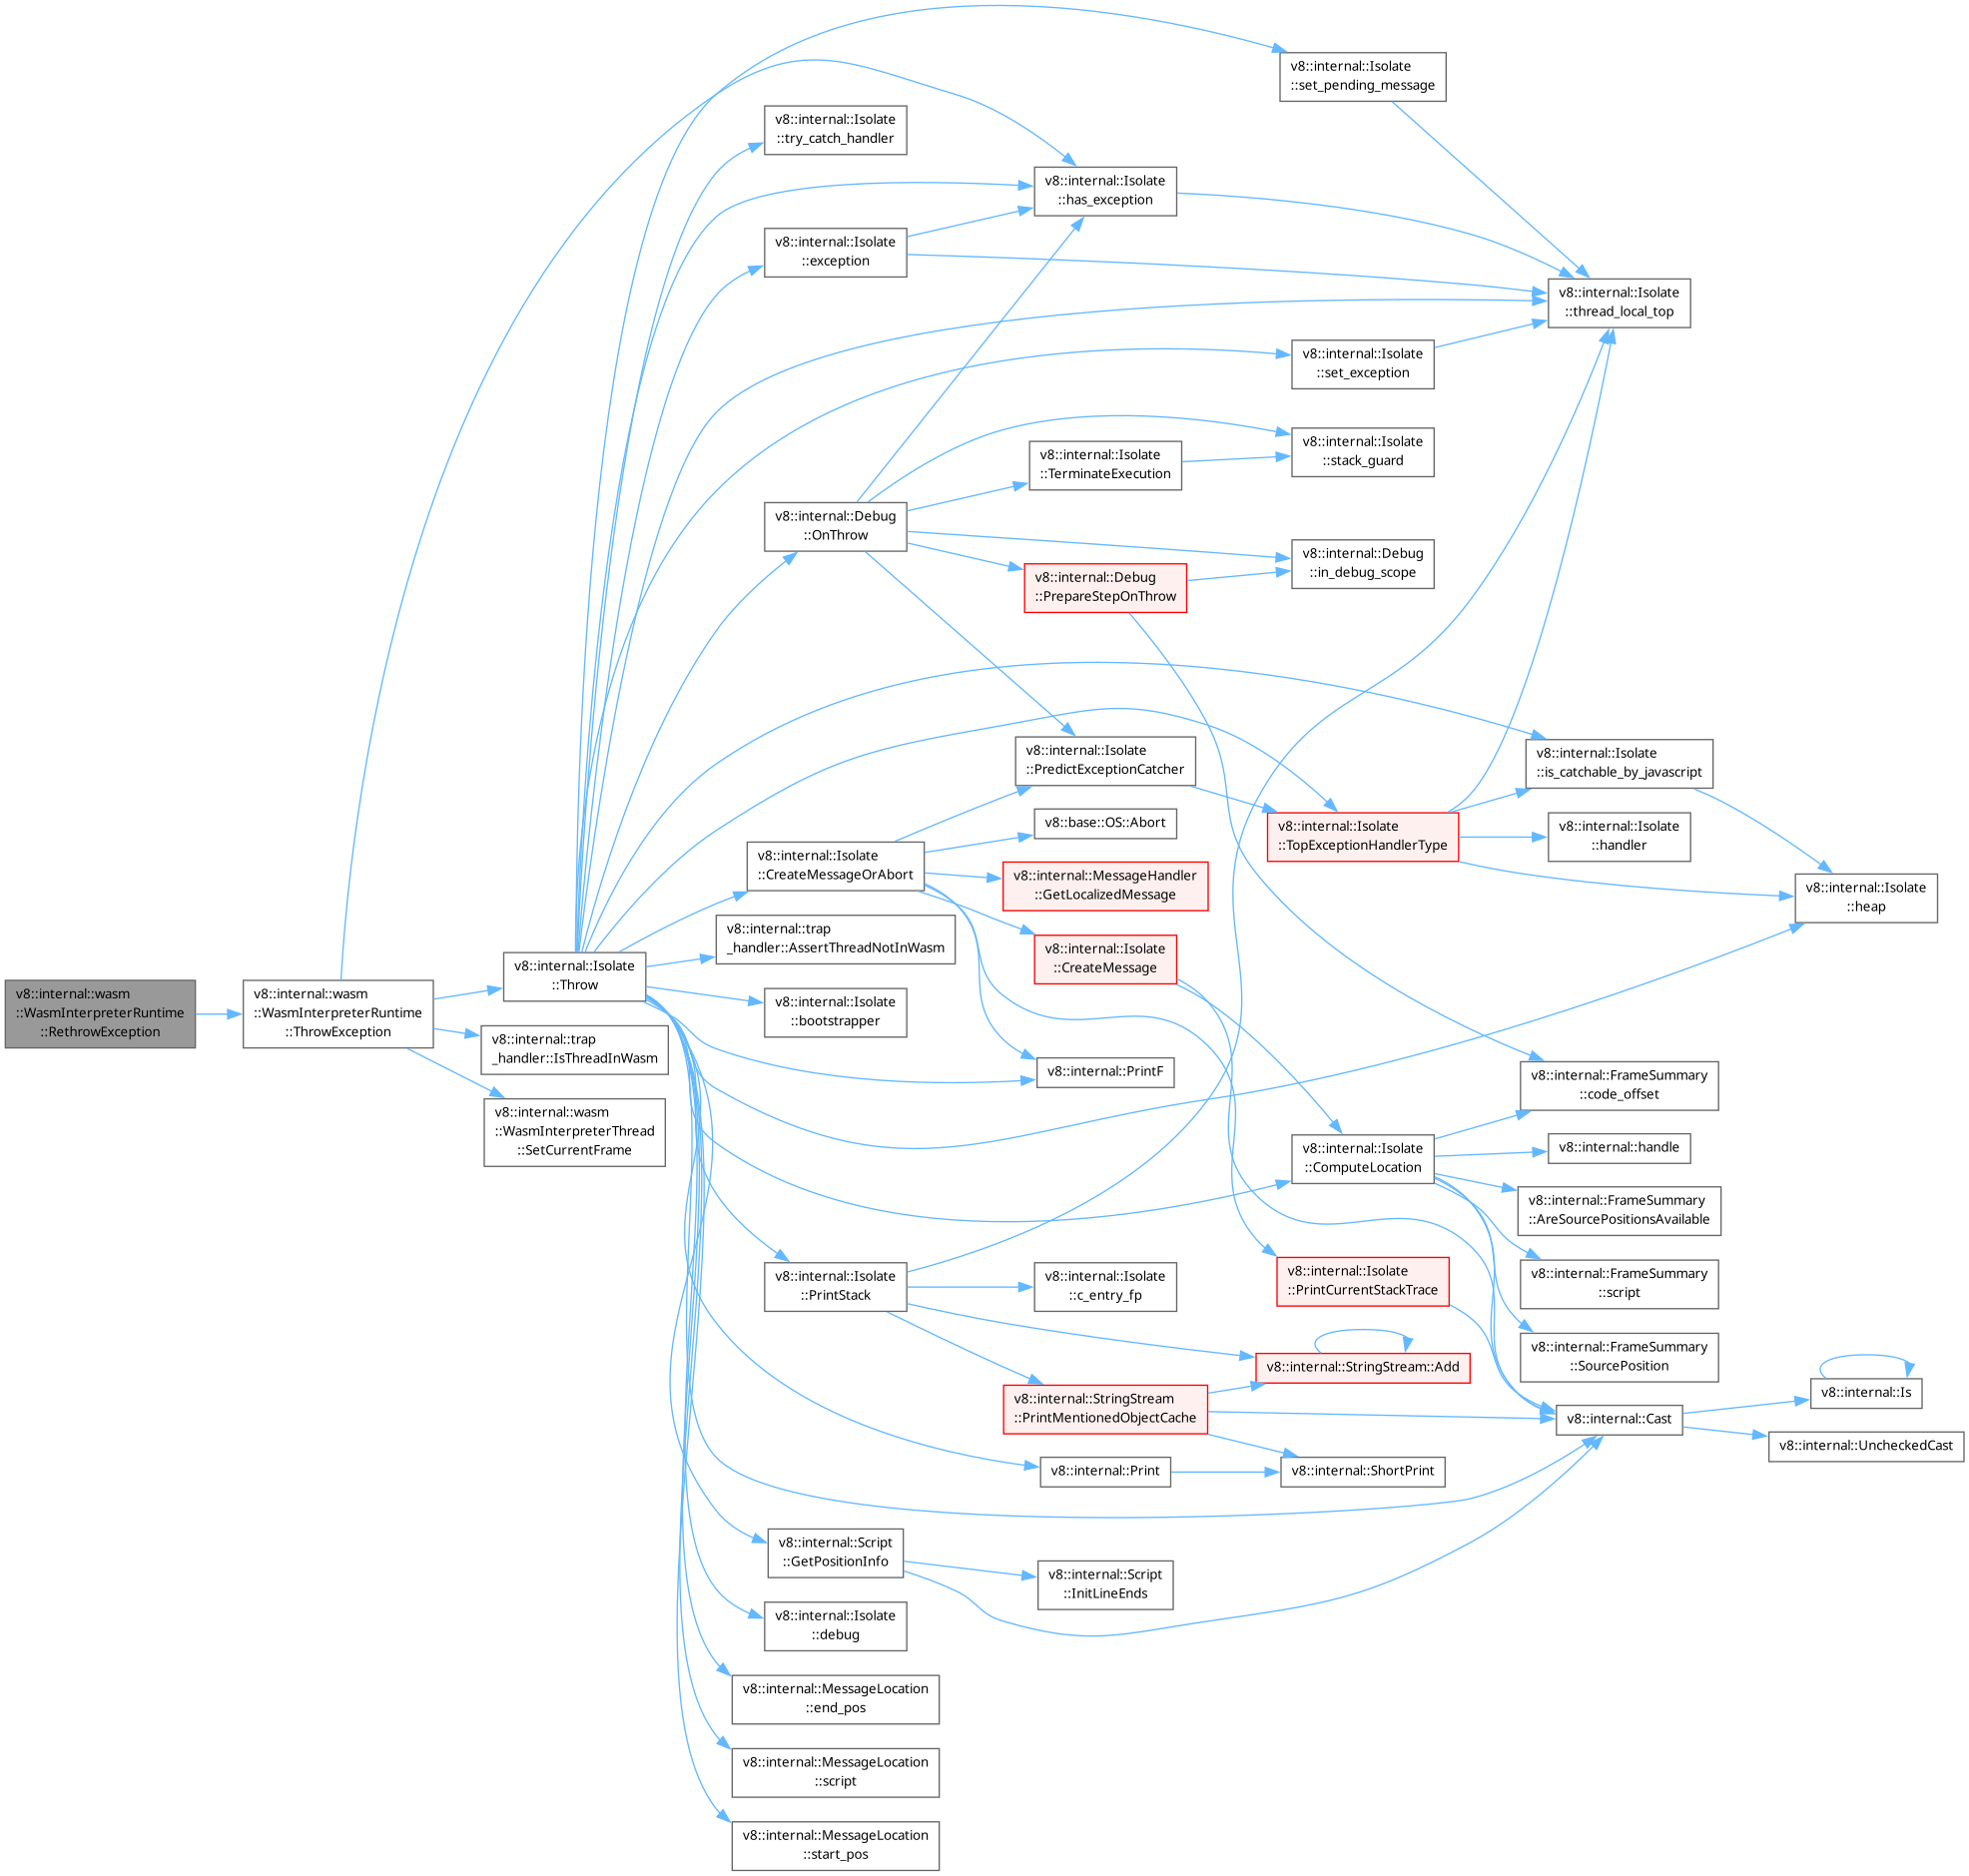 v8::internal::wasm
::WasmInterpreterRuntime
::RethrowException
v8::internal::wasm
::WasmInterpreterRuntime
::ThrowException
v8::internal::Isolate
::Throw
v8::internal::trap
_handler::IsThreadInWasm
v8::internal::wasm
::WasmInterpreterThread
::SetCurrentFrame
v8::internal::Isolate
::try_catch_handler
v8::internal::Isolate
::exception
v8::internal::Debug
::OnThrow
v8::internal::Isolate
::CreateMessageOrAbort
v8::internal::trap
_handler::AssertThreadNotInWasm
v8::internal::Isolate
::bootstrapper
v8::internal::Isolate
::PrintStack
v8::internal::Script
::GetPositionInfo
v8::internal::Isolate
::debug
v8::internal::MessageLocation
::end_pos
v8::internal::MessageLocation
::script
v8::internal::MessageLocation
::start_pos
v8::internal::Isolate
::has_exception
v8::internal::Isolate
::TerminateExecution
v8::internal::Debug
::PrepareStepOnThrow
v8::internal::Isolate
::PredictExceptionCatcher
v8::base::OS::Abort
v8::internal::MessageHandler
::GetLocalizedMessage
v8::internal::Isolate
::CreateMessage
v8::internal::PrintF
v8::internal::Isolate
::c_entry_fp
v8::internal::StringStream
::PrintMentionedObjectCache
v8::internal::Print
v8::internal::Script
::InitLineEnds
v8::internal::Isolate
::set_pending_message
v8::internal::Isolate
::set_exception
v8::internal::Isolate
::stack_guard
v8::internal::Debug
::in_debug_scope
v8::internal::Isolate
::TopExceptionHandlerType
v8::internal::Isolate
::ComputeLocation
v8::internal::Isolate
::PrintCurrentStackTrace
v8::internal::StringStream::Add
v8::internal::ShortPrint
v8::internal::Isolate
::thread_local_top
v8::internal::Isolate
::is_catchable_by_javascript
v8::internal::Isolate
::handler
v8::internal::FrameSummary
::code_offset
v8::internal::handle
v8::internal::FrameSummary
::AreSourcePositionsAvailable
v8::internal::FrameSummary
::script
v8::internal::FrameSummary
::SourcePosition
v8::internal::Cast
v8::internal::Isolate
::heap
v8::internal::Is
v8::internal::UncheckedCast